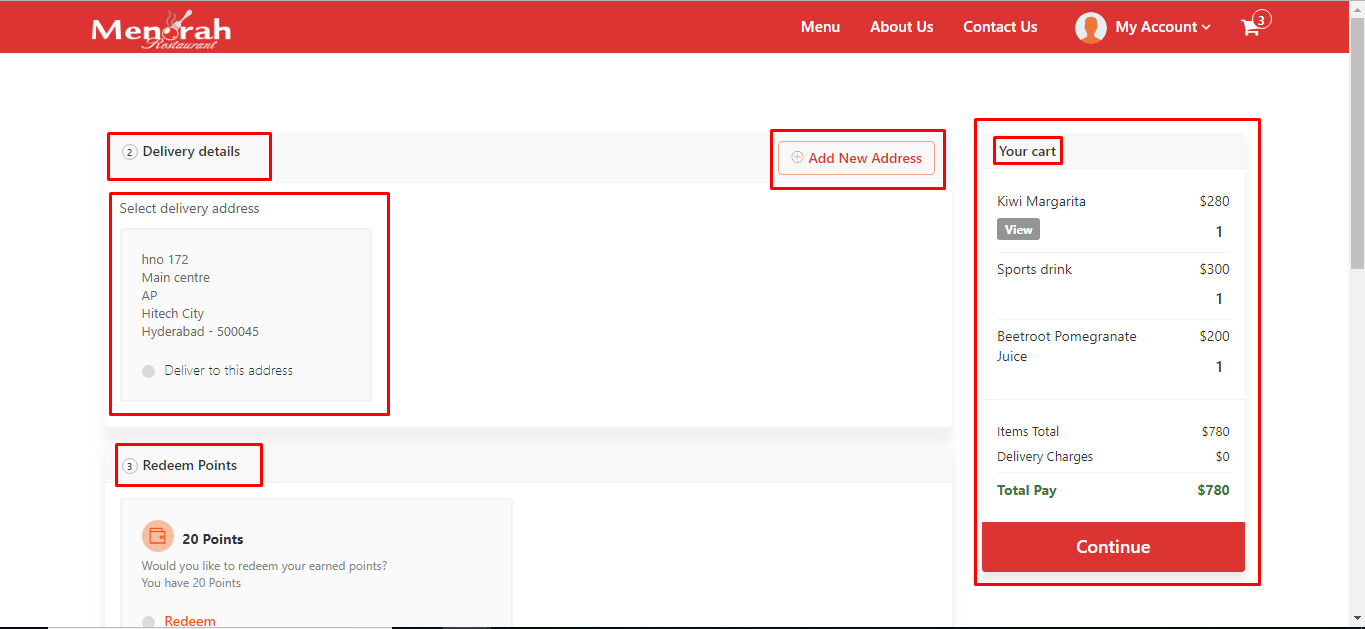 Menorah
Restaurant
Menu
About Us
Contact Us
My Account
3
2 Delivery details
Add New Address
Select delivery address
hno 172
Main centre
AP
Hitech City
Hyderabad - 500045
Deliver to this address
3 Redeem Points
20 Points
Would you like to redeem your earned points?
You have 20 Points
Redeem
Your cart
Kiwi Margarita $280
View 1
Sports drink $300
1
Beetroot Pomegranate $200
Juice
1
Items Total $780
Delivery Charges $0
Total Pay $780
Continue